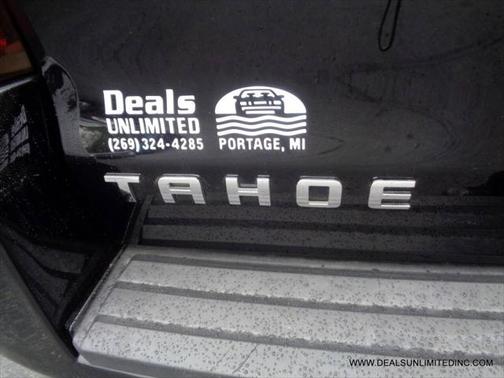 Deals
UNLIMITED
(269) 324-4285
PORTAGE, MI
TAHOE
WWW.DEALSUNLIMITEDINC.COM